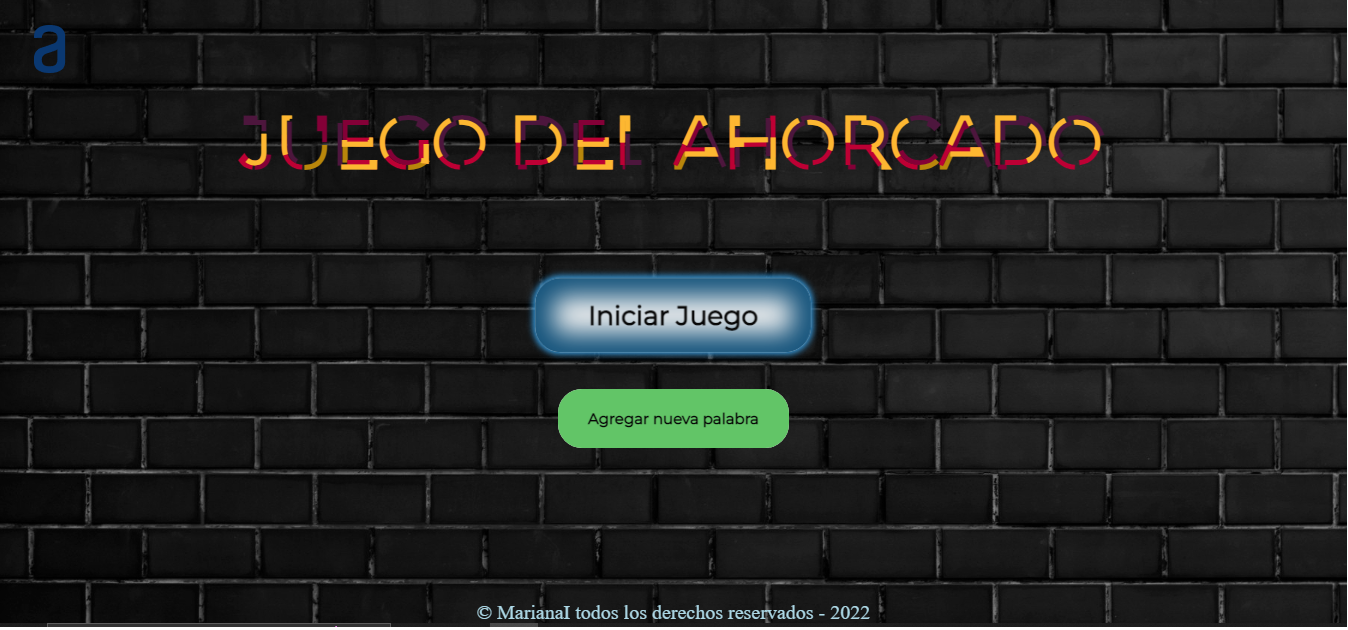 a
JUEGO DEL AHORCADO
Iniciar Juego
Agregar nueva palabra
© MarianaI todos los derechos reservados - 2022